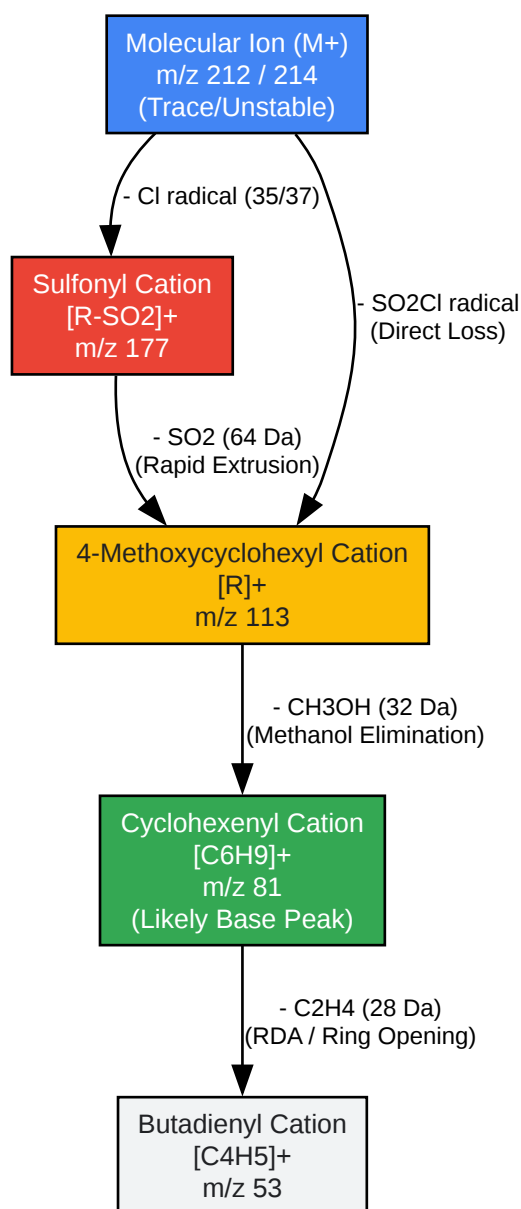 Molecular Ion (M+)
m/z 212 / 214
(Trace/Unstable)
- Cl radical (35/37)
Sulfonyl Cation
[R-SO2]+
m/z 177
- SO2Cl radical
(Direct Loss)
- SO2 (64 Da)
(Rapid Extrusion)
4-Methoxycyclohexyl Cation
[R]+
m/z 113
- CH3OH (32 Da)
(Methanol Elimination)
Cyclohexenyl Cation
[C6H9]+
m/z 81
(Likely Base Peak)
- C2H4 (28 Da)
(RDA / Ring Opening)
Butadienyl Cation
[C4H5]+
m/z 53